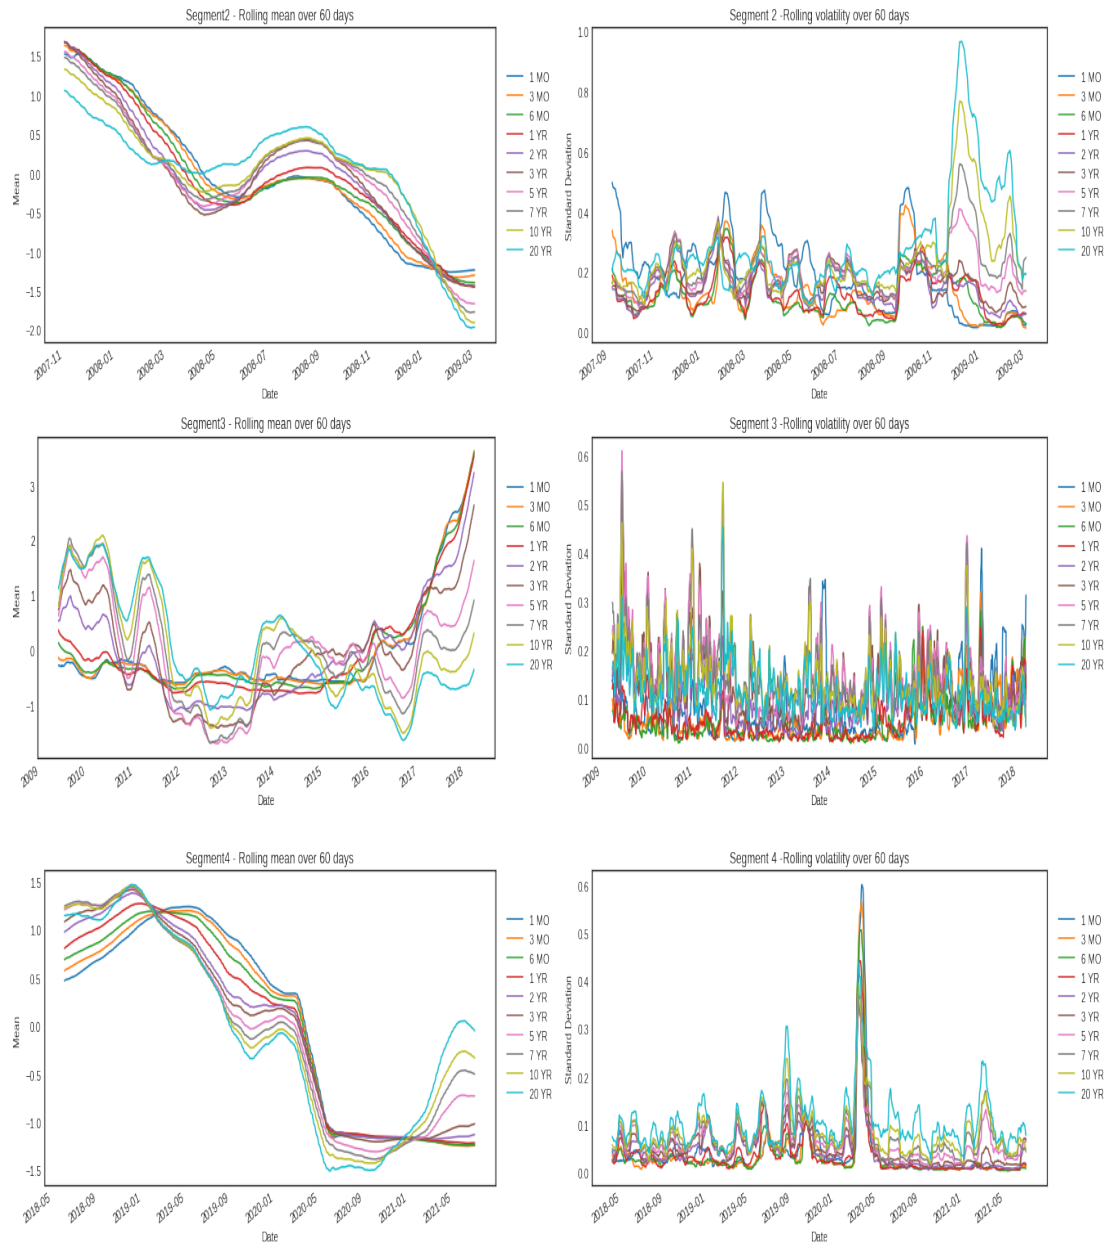 Segment2 - Rolling mean over 60 days
Mean
1.5
1.0
0.5
0.0
−0.5
−1.0
−1.5
−2.0
2007-11
2008-01
2008-03
2008-05
2008-07
2008-09
2008-11
2009-01
2009-03
Date
1 MO
3 MO
6 MO
1 YR
2 YR
3 YR
5 YR
7 YR
10 YR
20 YR
Segment 2 -Rolling volatility over 60 days
Standard Deviation
1.0
0.8
0.6
0.4
0.2
0.0
2007-09
2007-11
2008-01
2008-03
2008-05
2008-07
2008-09
2008-11
2009-01
2009-03
Date
1 MO
3 MO
6 MO
1 YR
2 YR
3 YR
5 YR
7 YR
10 YR
20 YR
Segment3 - Rolling mean over 60 days
Mean
3
2
1
0
−1
2009
2010
2011
2012
2013
2014
2015
2016
2017
2018
Date
1 MO
3 MO
6 MO
1 YR
2 YR
3 YR
5 YR
7 YR
10 YR
20 YR
Segment 3 -Rolling volatility over 60 days
Standard Deviation
0.6
0.5
0.4
0.3
0.2
0.1
0.0
2009
2010
2011
2012
2013
2014
2015
2016
2017
2018
Date
1 MO
3 MO
6 MO
1 YR
2 YR
3 YR
5 YR
7 YR
10 YR
20 YR
Segment4 - Rolling mean over 60 days
Mean
1.5
1.0
0.5
0.0
−0.5
−1.0
−1.5
2018-05
2018-09
2019-01
2019-05
2019-09
2020-01
2020-05
2020-09
2021-01
2021-05
Date
1 MO
3 MO
6 MO
1 YR
2 YR
3 YR
5 YR
7 YR
10 YR
20 YR
Segment 4 -Rolling volatility over 60 days
Standard Deviation
0.6
0.5
0.4
0.3
0.2
0.1
0.0
2018-05
2018-09
2019-01
2019-05
2019-09
2020-01
2020-05
2020-09
2021-01
2021-05
Date
1 MO
3 MO
6 MO
1 YR
2 YR
3 YR
5 YR
7 YR
10 YR
20 YR